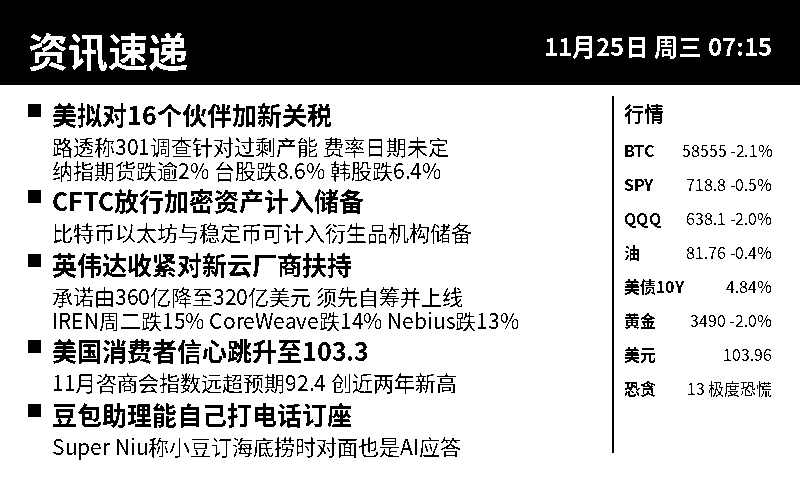 资讯速递
11月25日 周三 07:15
美拟对16个伙伴加新关税
路透称301调查针对过剩产能 费率日期未定
纳指期货跌逾2% 台股跌8.6% 韩股跌6.4%
CFTC放行加密资产计入储备
比特币以太坊与稳定币可计入衍生品机构储备
英伟达收紧对新云厂商扶持
承诺由360亿降至320亿美元 须先自筹并上线
IREN周二跌15% CoreWeave跌14% Nebius跌13%
美国消费者信心跳升至103.3
11月咨商会指数远超预期92.4 创近两年新高
豆包助理能自己打电话订座
Super Niu称小豆订海底捞时对面也是AI应答
行情
BTC 58555 -2.1%
SPY 718.8 -0.5%
QQQ 638.1 -2.0%
油 81.76 -0.4%
美债10Y 4.84%
黄金 3490 -2.0%
美元 103.96
恐贪 13 极度恐慌